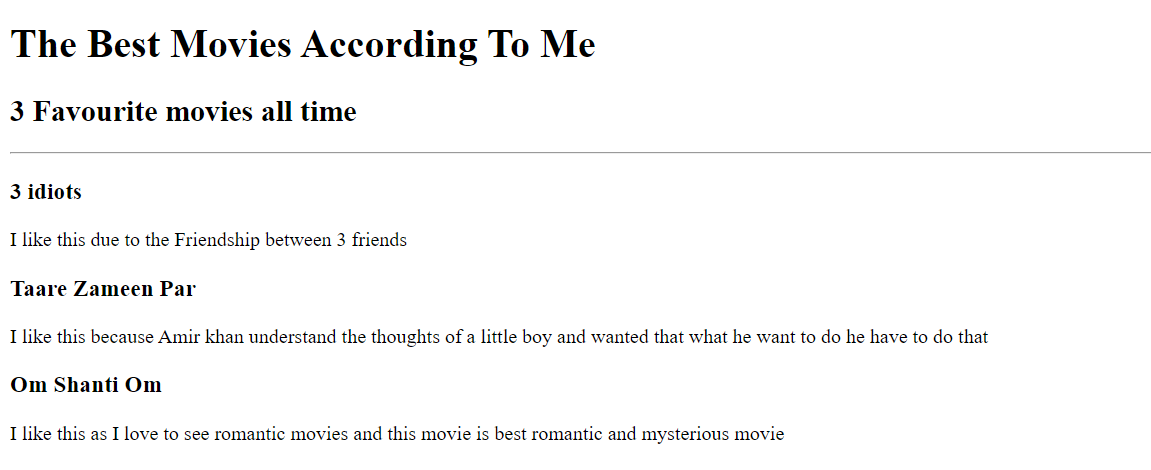 The Best Movies According To Me
3 Favourite movies all time
3 idiots
I like this due to the Friendship between 3 friends
Taare Zameen Par
I like this because Amir khan understand the thoughts of a little boy and wanted that what he want to do he have to do that
Om Shanti Om
I like this as I love to see romantic movies and this movie is best romantic and mysterious movie